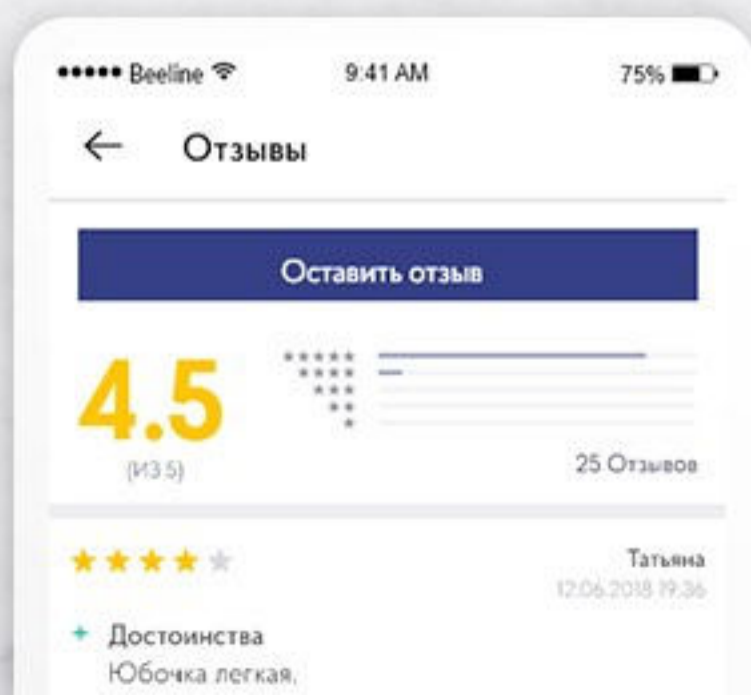 Beeline 9:41 AM 75%
Отзывы
Оставить отзыв
4.5
(ИЗ 5)
25 Отзывов
Татьяна
12.06.2018 19:36
+ Достоинства
Юбочка легкая,